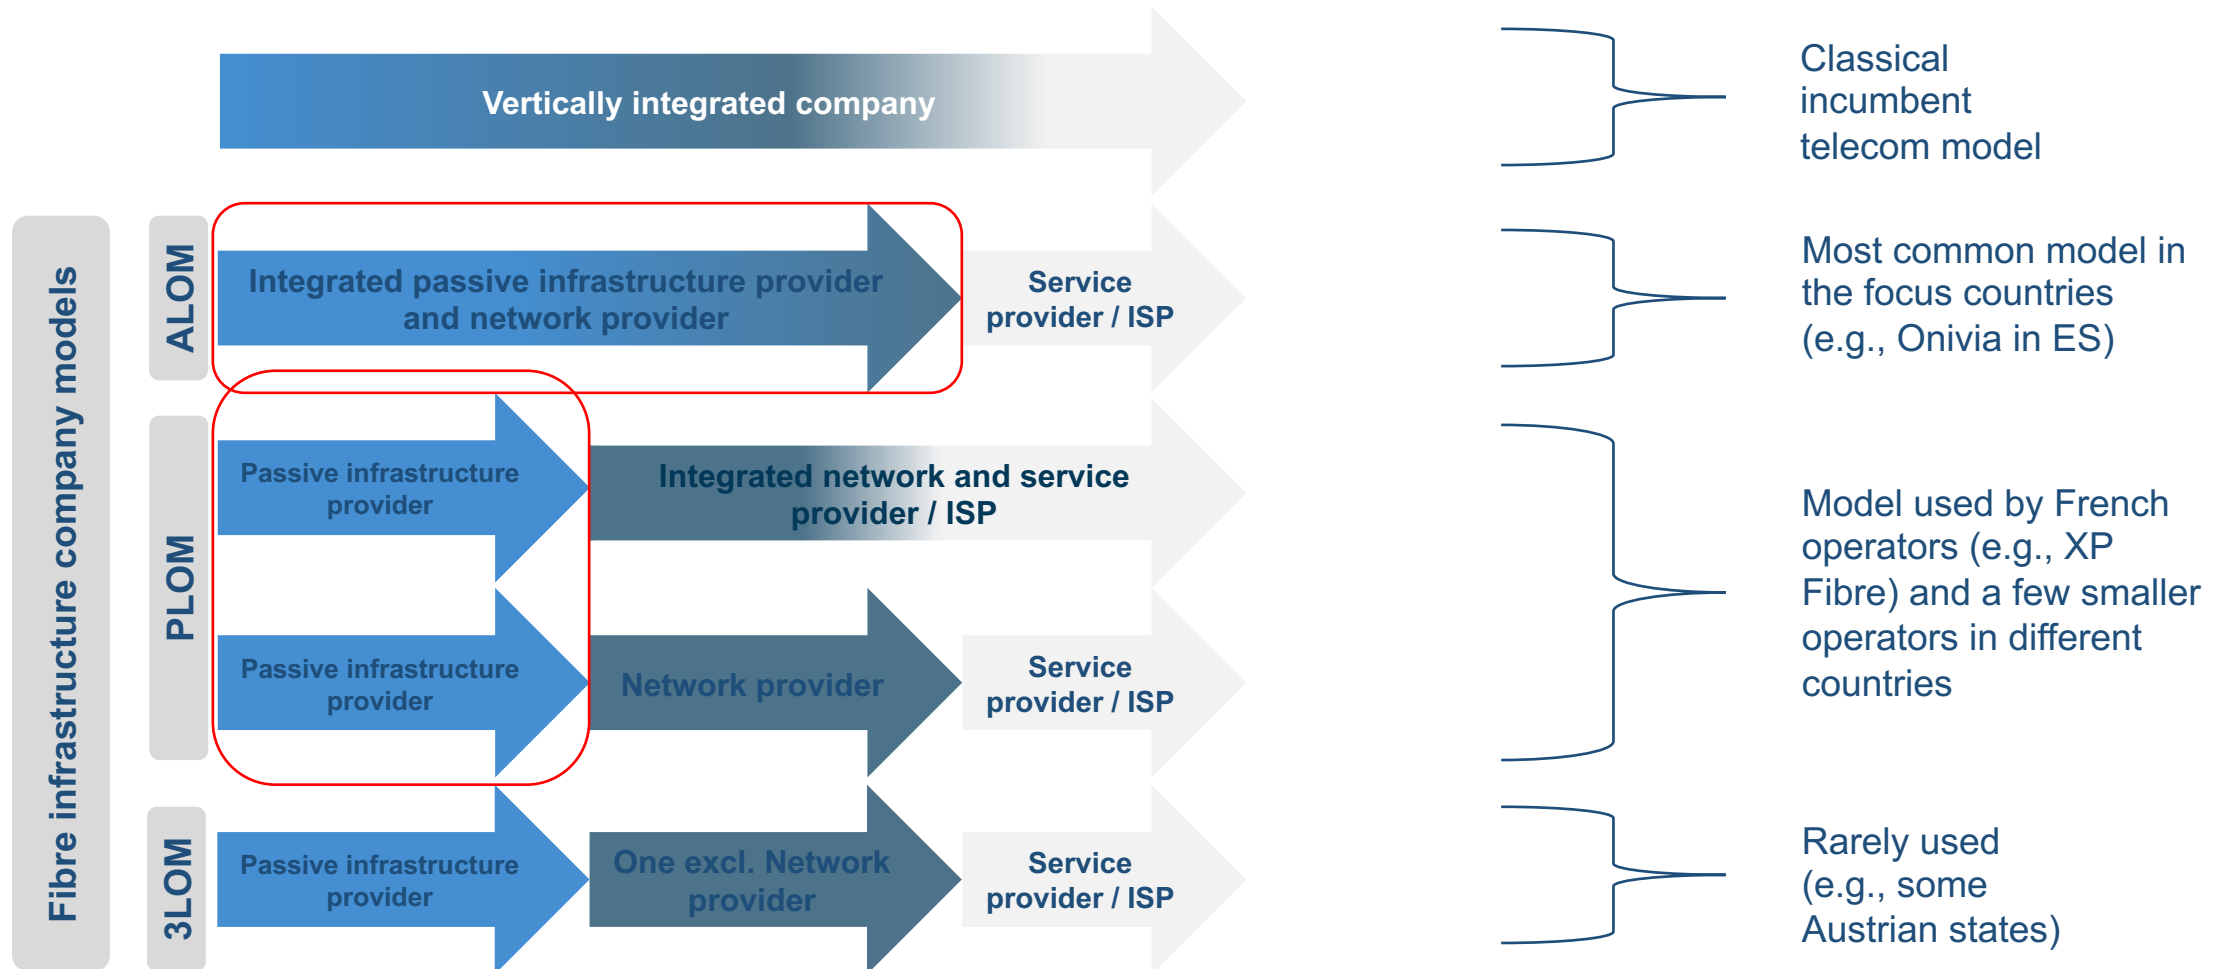 Vertically integrated company
Classical
incumbent
telecom model
Fibre infrastructure company models
ALOM
Integrated passive infrastructure provider
and network provider
Service
provider / ISP
Most common model in
the focus countries
(e.g., Onivia in ES)
PLOM
Passive infrastructure
provider
Integrated network and service
provider / ISP
Passive infrastructure
provider
Network provider
Service
provider / ISP
Model used by French
operators (e.g., XP
Fibre) and a few smaller
operators in different
countries
3LOM
Passive infrastructure
provider
One excl. Network
provider
Service
provider / ISP
Rarely used
(e.g., some
Austrian states)